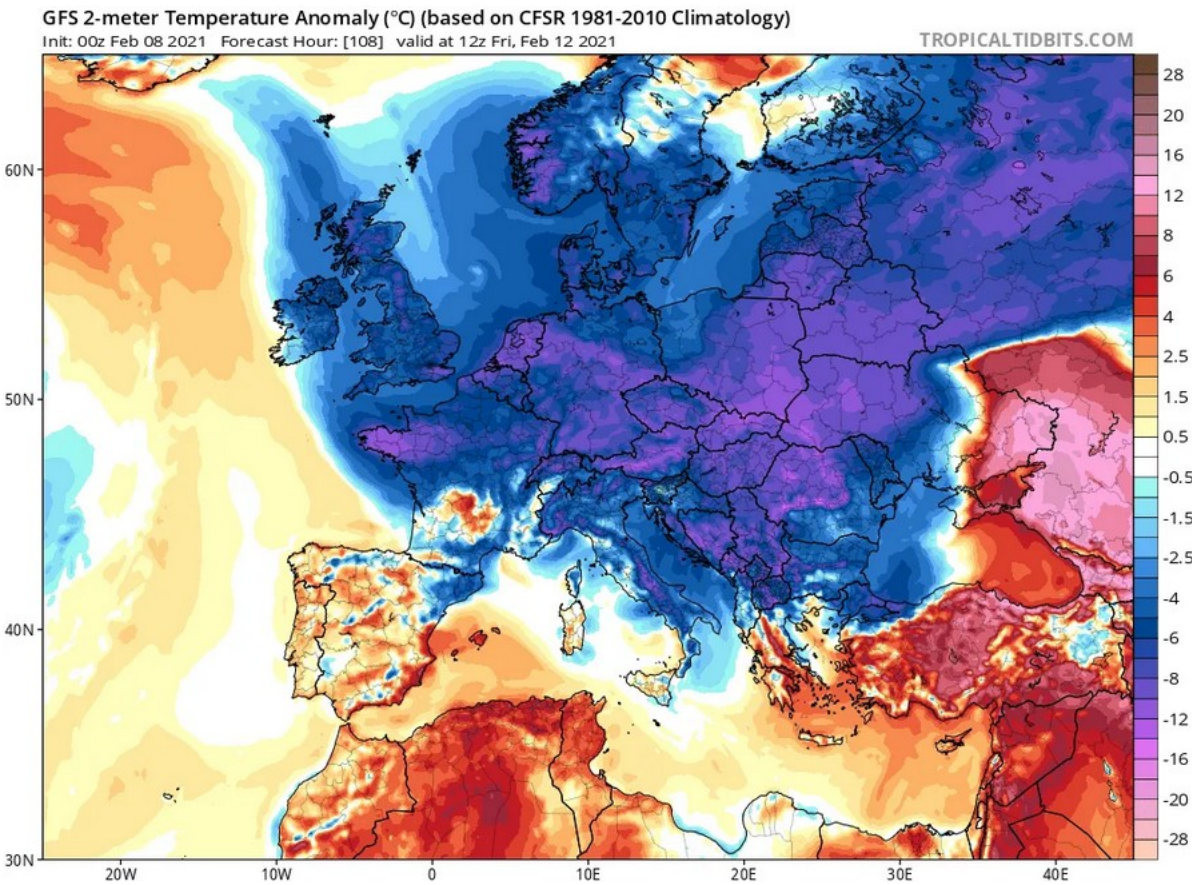 GFS 2-meter Temperature Anomaly (°C) (based on CFSR 1981-2010 Climatology)
Init: 00z Feb 08 2021 Forecast Hour: [108] valid at 12z Fri, Feb 12 2021
TROPICALTIDBITS.COM
60N
50N
40N
30N
20W
10W
0
10E
20E
30E
40E
28
20
16
12
8
6
4
2.5
1.5
0.5
-0.5
-1.5
-2.5
-4
-6
-8
-12
-16
-20
-28